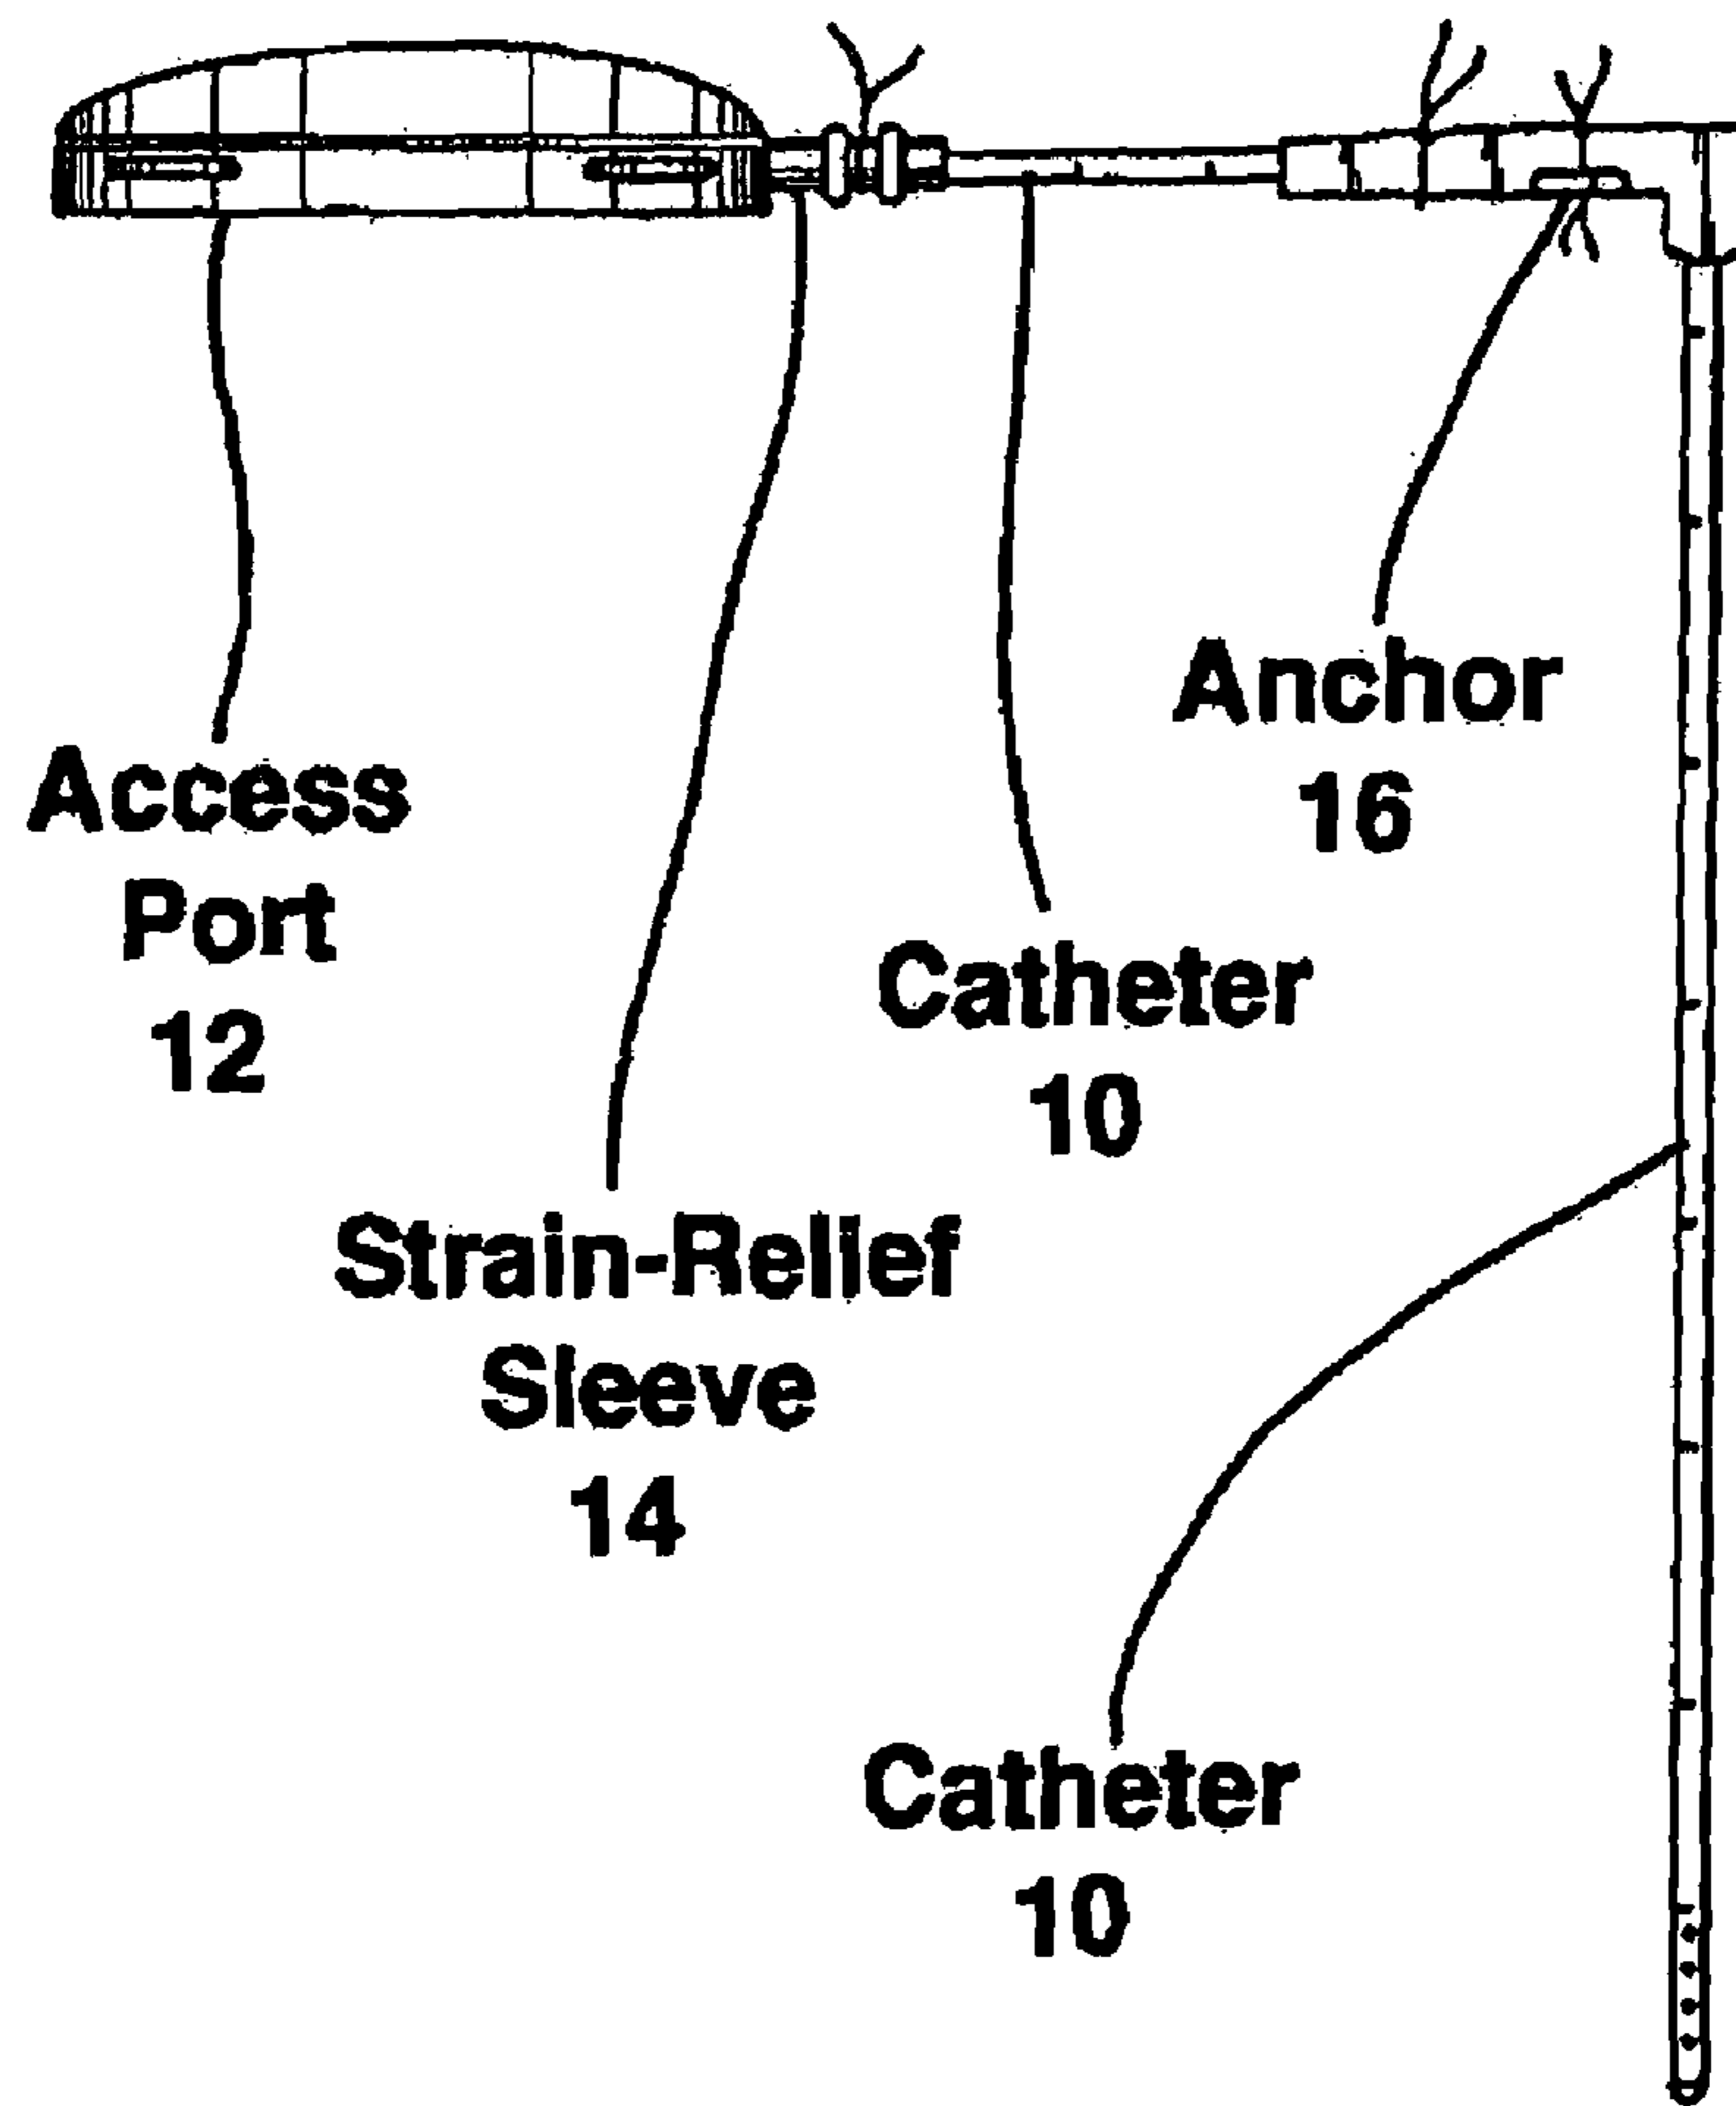 Anchor
16
Access
Port
12
Catheter
10
Strain-Relief
Sleeve
14
Catheter
10